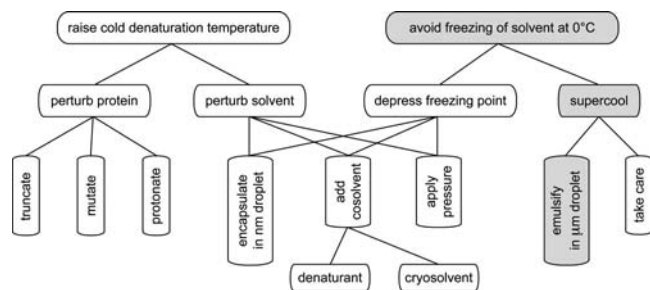 raise cold denaturation temperature
avoid freezing of solvent at 0°C
perturb protein
perturb solvent
depress freezing point
supercool
truncate
mutate
protonate
encapsulate
in nm droplet
add
cosolvent
apply
pressure
emulsify
in μm droplet
take care
denaturant
cryosolvent